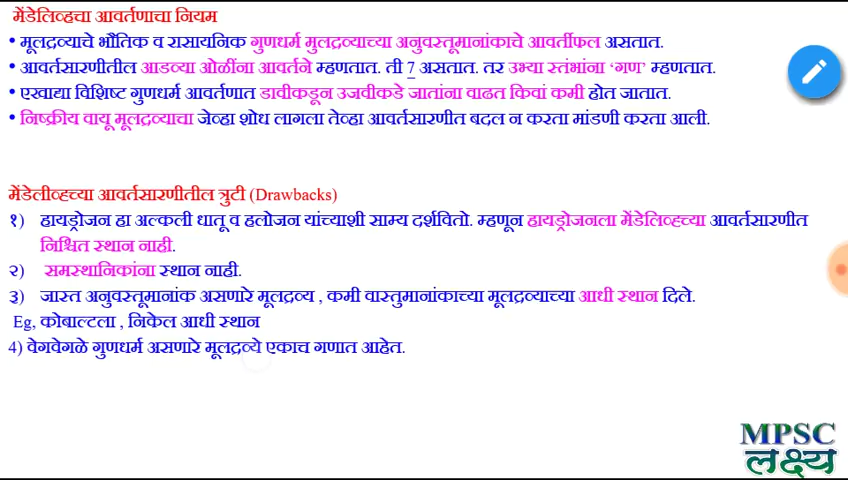 मेंडेलिव्हचा आवर्तणाचा नियम
• मूलद्रव्याचे भौतिक व रासायनिक गुणधर्म मुलद्रव्याच्या अनुवस्तूमानांकाचे आवर्तीफल असतात.
• आवर्तसारणीतील आडव्या ओळींना आवर्तने म्हणतात. ती 7 असतात. तर उभ्या स्तंभांना ‘गण’ म्हणतात.
• एखाद्या विशिष्ट गुणधर्म आवर्तणात डावीकडून उजवीकडे जातांना वाढत किवां कमी होत जातात.
• निष्क्रीय वायू मूलद्रव्याचा जेव्हा शोध लागला तेव्हा आवर्तसारणीत बदल न करता मांडणी करता आली.
मेंडेलीव्हच्या आवर्तसारणीतील त्रुटी (Drawbacks)
१) हायड्रोजन हा अल्कली धातू व हलोजन यांच्याशी साम्य दर्शवितो. म्हणून हायड्रोजनला मेंडेलिव्हच्या आवर्तसारणीत
निश्चित स्थान नाही.
२) समस्थानिकांना स्थान नाही.
३) जास्त अनुवस्तूमानांक असणारे मूलद्रव्य , कमी वास्तुमानांकाच्या मूलद्रव्याच्या आधी स्थान दिले.
Eg, कोबाल्टला , निकेल आधी स्थान
4) वेगवेगळे गुणधर्म असणारे मूलद्रव्ये एकाच गणात आहेत.
MPSC
लक्ष्य